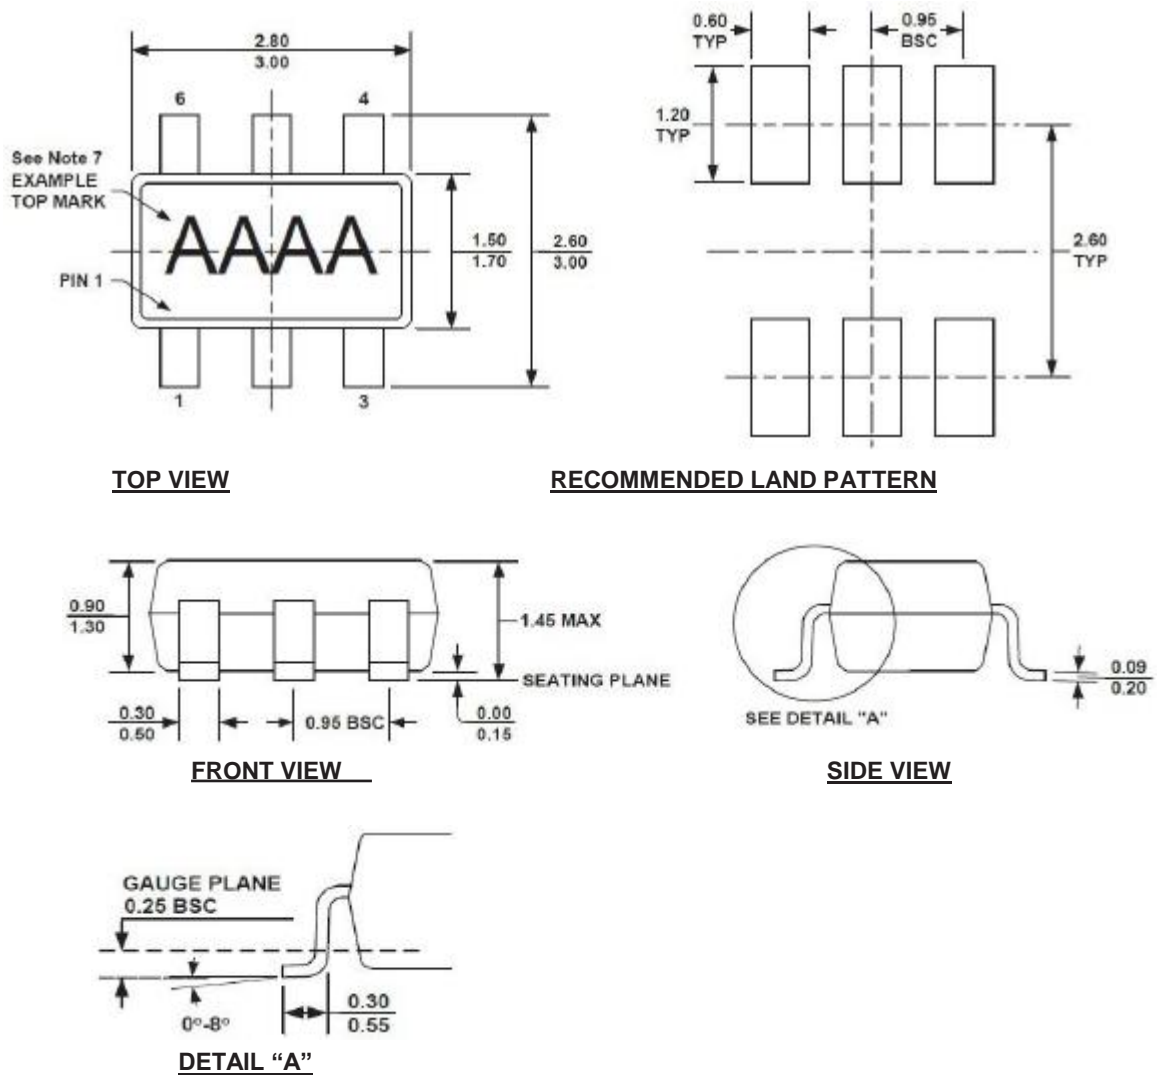 2.80
3.00
6
4
See Note 7
EXAMPLE
TOP MARK
AAAA
PIN 1
1.50
1.70
2.60
3.00
1
3
TOP VIEW
0.60
TYP
0.95
BSC
1.20
TYP
2.60
TYP
RECOMMENDED LAND PATTERN
0.90
1.30
1.45 MAX
SEATING PLANE
0.30
0.50
0.95 BSC
0.00
0.15
FRONT VIEW
SEE DETAIL "A"
0.09
0.20
SIDE VIEW
GAUGE PLANE
0.25 BSC
0°-8°
0.30
0.55
DETAIL “A”